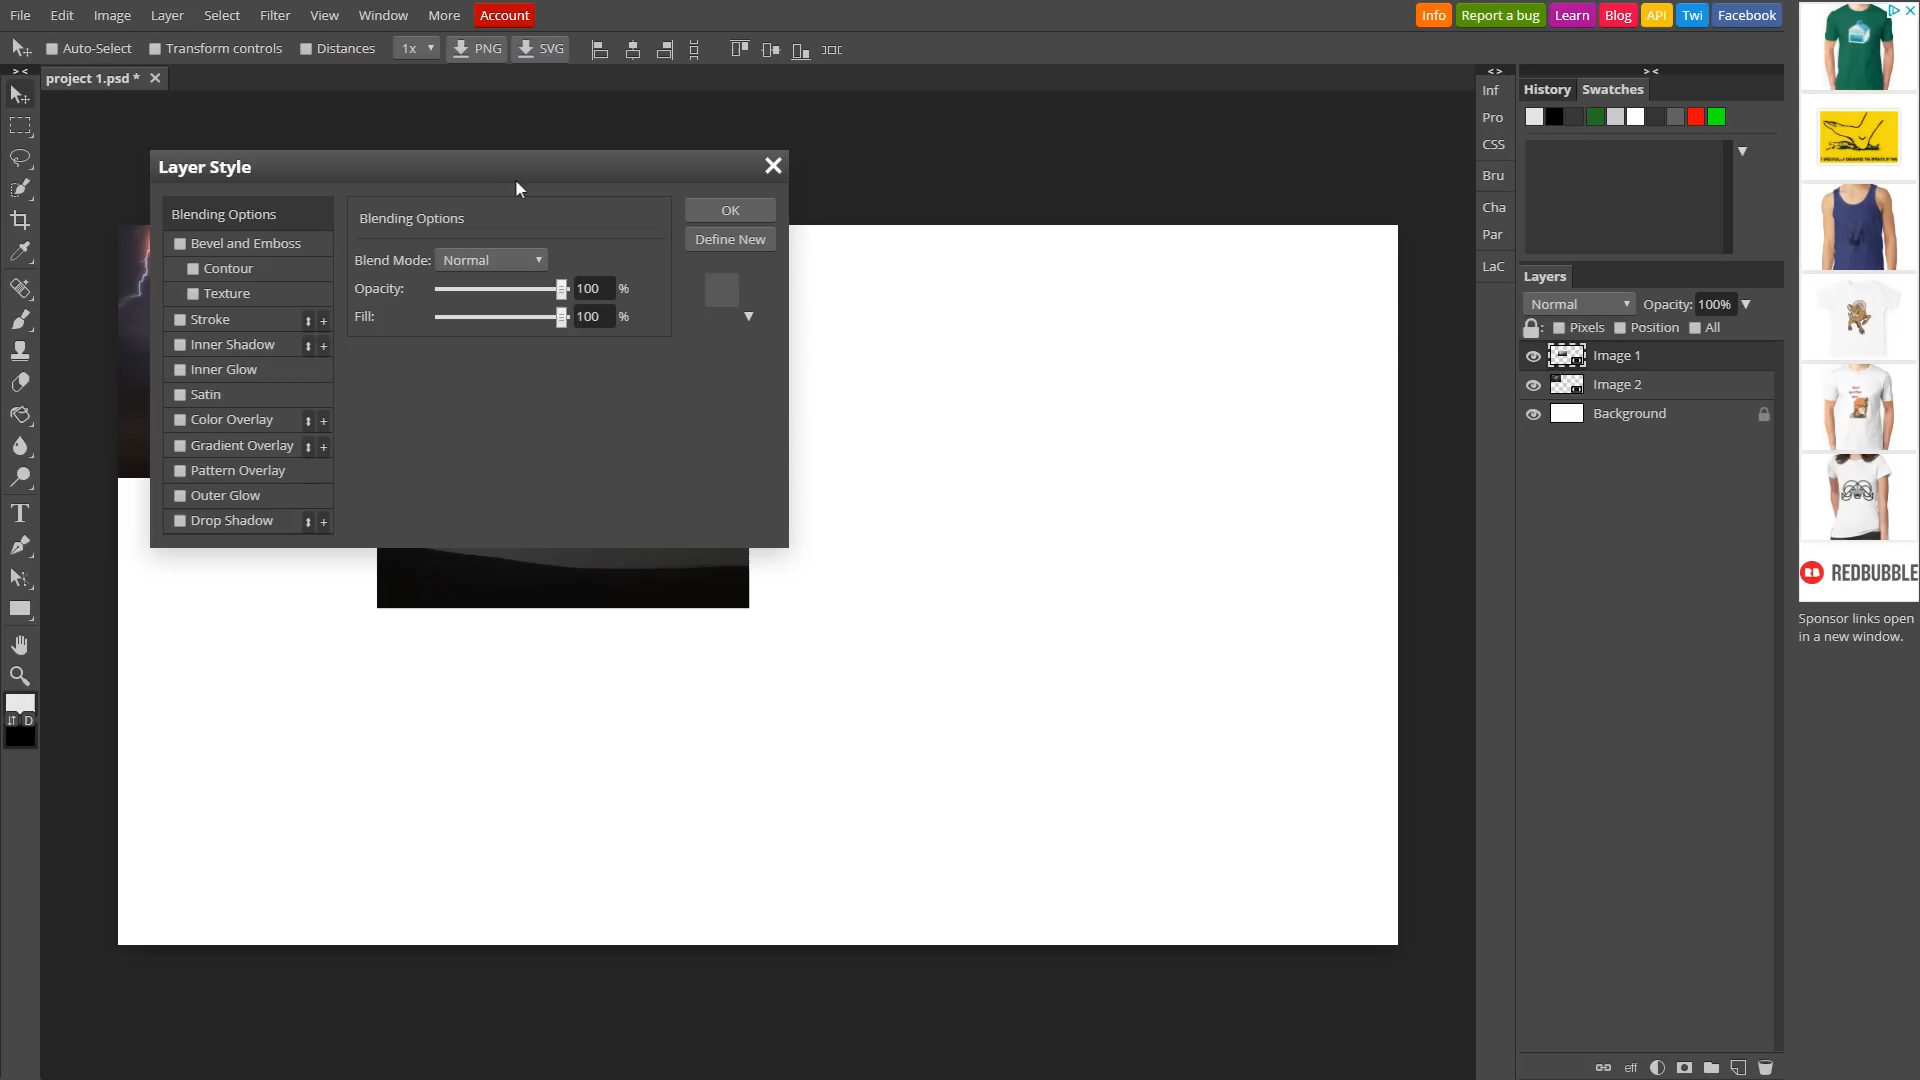 File Edit Image Layer Select Filter View Window More Account Info Report a bug Learn Blog API Twi Facebook
Auto-Select Transform controls Distances 1x PNG SVG
> < < > > <
project 1.psd *
Inf
Pro
CSS
Bru
Cha
Par
LaC
History Swatches
Layer Style
Blending Options
Bevel and Emboss
Contour
Texture
Stroke
Inner Shadow
Inner Glow
Satin
Color Overlay
Gradient Overlay
Pattern Overlay
Outer Glow
Drop Shadow
Blending Options
Blend Mode: Normal
Opacity: 100 %
Fill: 100 %
OK
Define New
Layers
Normal Opacity: 100%
: Pixels Position All
Image 1
Image 2
Background
T
D
eff
RB REDBUBBLE
Sponsor links open
in a new window.